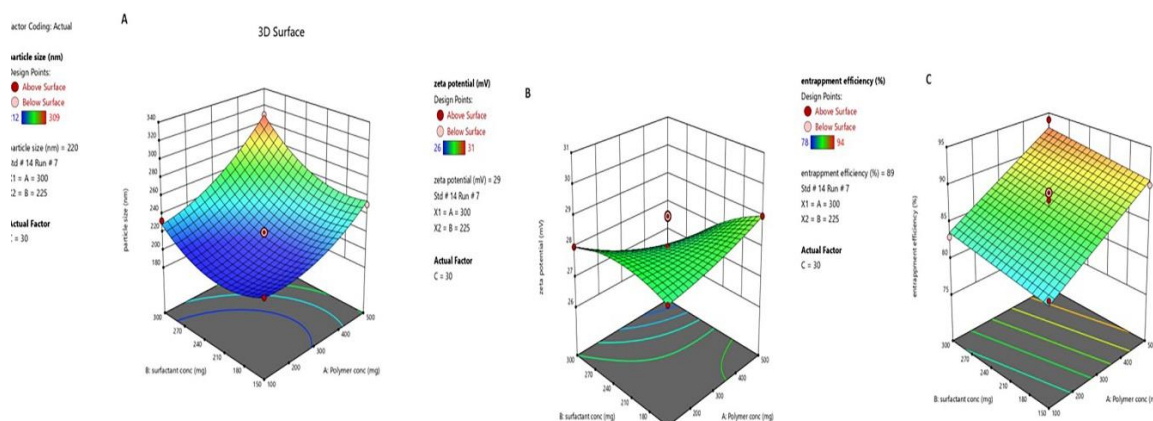 A
3D Surface
actor Coding: Actual
particle size (nm)
Design Points:
Above Surface
Below Surface
12 309
particle size (nm) = 220
Std # 14 Run # 7
X1 = A = 300
X2 = B = 225
Actual Factor
C = 30
particle size (nm)
340
320
300
280
260
240
220
200
180
300
270
240
210
180
150
100
200
300
400
500
B: surfactant conc (mg)
A: Polymer conc (mg)
B
zeta potential (mV)
Design Points:
Above Surface
Below Surface
26 31
zeta potential (mV) = 29
Std # 14 Run # 7
X1 = A = 300
X2 = B = 225
Actual Factor
C = 30
zeta potential (mV)
31
30
29
28
27
26
300
270
240
210
180
200
300
400
500
B: surfactant conc (mg)
A: Polymer conc (mg)
C
entrappment efficiency (%)
Design Points:
Above Surface
Below Surface
78 94
entrappment efficiency (%) = 89
Std # 14 Run # 7
X1 = A = 300
X2 = B = 225
Actual Factor
C = 30
entrappment efficiency (%)
95
90
85
80
75
300
270
240
210
180
150
100
200
300
400
50
B: surfactant conc (mg)
A: Polymer conc (r